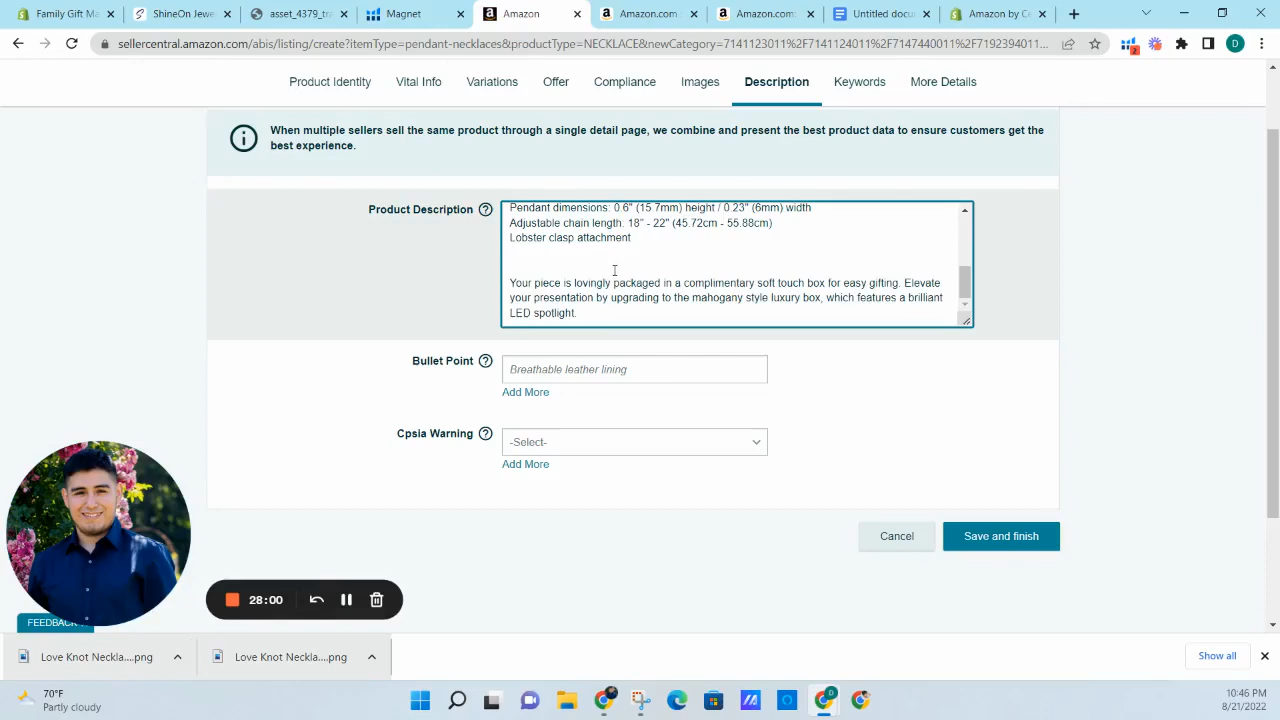 Family Gift Ma
ShineOn Jewe
asset_4379_tra
Magnet
Amazon
Amazon.com :
Amazon.com:
Untitled docu
Amazon by Ce
sellercentral.amazon.com/abis/listing/create?itemType=pendant-necklaces&productType=NECKLACE&newCategory=7141123011%2F7141124011%2F7147440011%2F7192394011...
2
D
Product Identity
Vital Info
Variations
Offer
Compliance
Images
Description
Keywords
More Details
When multiple sellers sell the same product through a single detail page, we combine and present the best product data to ensure customers get the
best experience.
Product Description
Pendant dimensions: 0.6" (15.7mm) height / 0.23" (6mm) width
Adjustable chain length: 18" - 22" (45.72cm - 55.88cm)
Lobster clasp attachment
Your piece is lovingly packaged in a complimentary soft touch box for easy gifting. Elevate
your presentation by upgrading to the mahogany style luxury box, which features a brilliant
LED spotlight.
Bullet Point
Breathable leather lining
Add More
Cpsia Warning
-Select-
Add More
Cancel
Save and finish
28:00
FEEDBACK
Love Knot Neckla....png
Love Knot Neckla....png
Show all
70°F
Partly cloudy
10:46 PM
8/21/2022